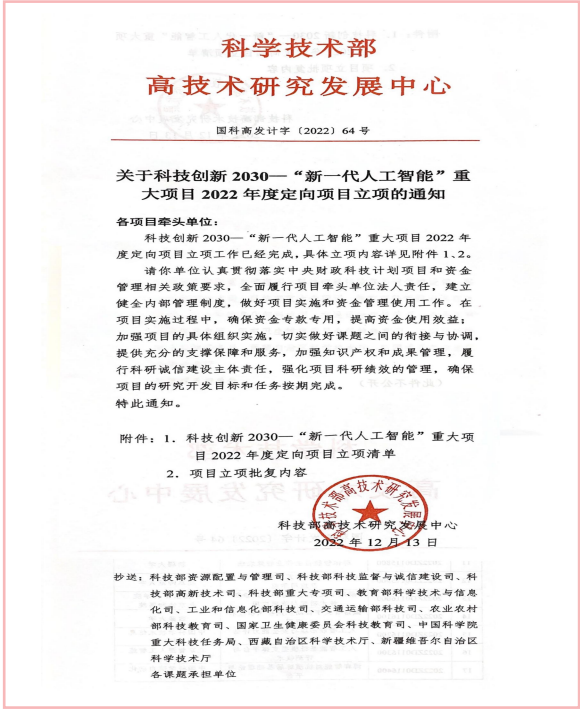 科学技术部
高技术研究发展中心
国科高发计字〔2022〕64 号
关于科技创新 2030—“新一代人工智能”重
大项目 2022 年度定向项目立项的通知
各项目牵头单位：
科技创新 2030—“新一代人工智能”重大项目 2022 年
度定向项目立项工作已经完成，具体立项内容详见附件 1、2。
请你单位认真贯彻落实中央财政科技计划项目和资金
管理相关政策要求，全面履行项目牵头单位法人责任，建立
健全内部管理制度，做好项目实施和资金管理使用工作。在
项目实施过程中，确保资金专款专用，提高资金使用效益；
加强项目的具体组织实施，切实做好课题之间的衔接与协调，
提供充分的支撑保障和服务，加强知识产权和成果管理，履
行科研诚信建设主体责任，强化项目科研绩效的管理，确保
项目的研究开发目标和任务按期完成。
特此通知。
附件：1. 科技创新 2030—“新一代人工智能”重大项
目 2022 年度定向项目立项清单
2. 项目立项批复内容
科技部高技术研究发展中心
2022 年 12 月 13 日
抄送：科技部资源配置与管理司、科技部科技监督与诚信建设司、科
技部高新技术司、科技部重大专项司、教育部科学技术与信息
化司、工业和信息化部科技司、交通运输部科技司、农业农村
部科技教育司、国家卫生健康委员会科技教育司、中国科学院
重大科技任务局、西藏自治区科学技术厅、新疆维吾尔自治区
科学技术厅
各课题承担单位